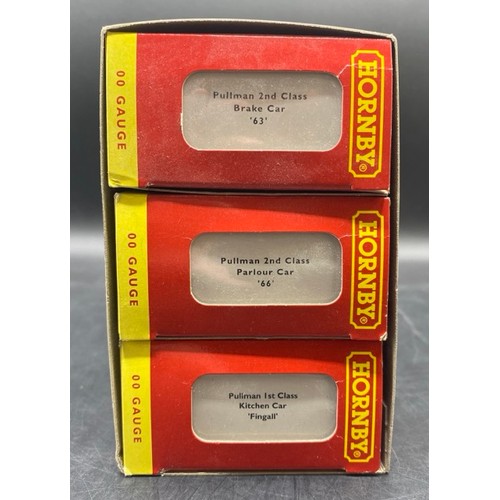 00 GAUGE
Pullman 2nd Class
Brake Car
'63'
HORNBY®
00 GAUGE
Pullman 2nd Class
Parlour Car
'66'
HORNBY®
00 GAUGE
Pullman 1st Class
Kitchen Car
'Fingall'
HORNBY®